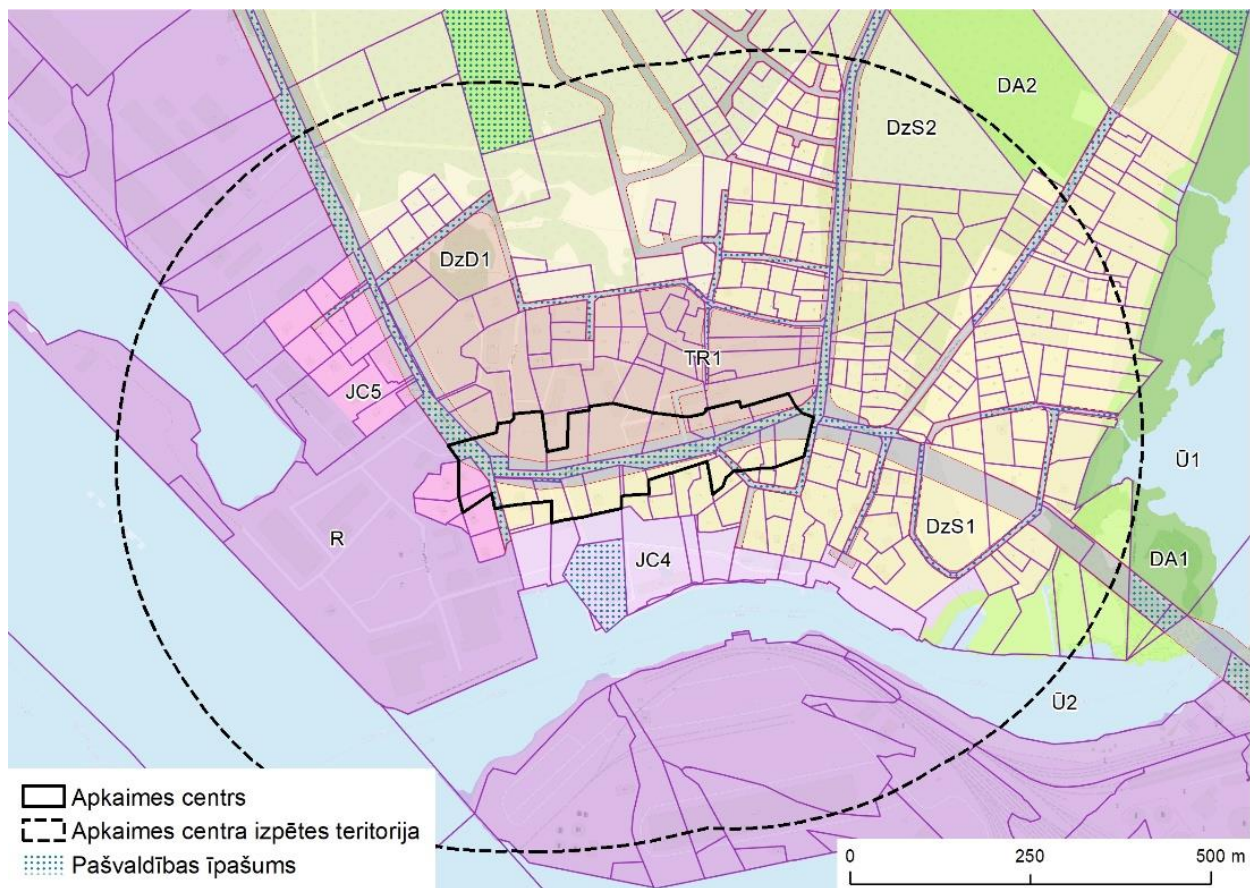 DA2
DzS2
DzD1
TR1
JC5
Ū1
R
DzS1
JC4
DA1
Ū2
Apkaimes centrs
Apkaimes centra izpētes teritorija
Pašvaldības īpašums
0 250 500 m